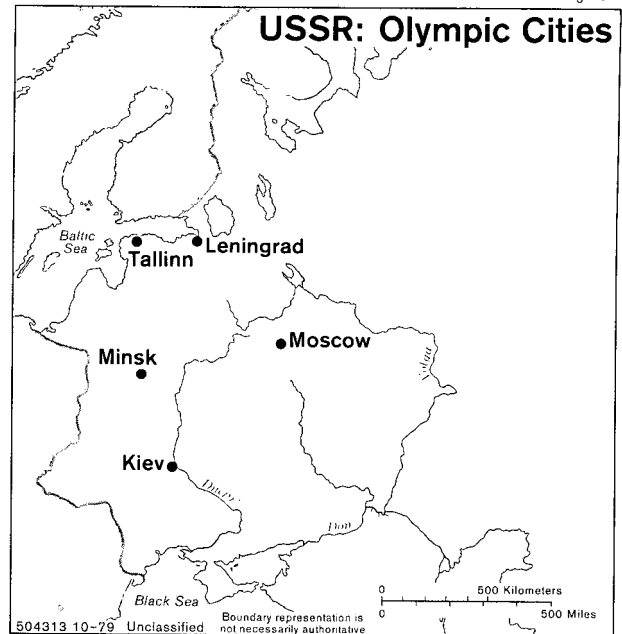 USSR: Olympic Cities
Baltic
Sea
Tallinn
Leningrad
Moscow
Minsk
Volga
Kiev
Dnepr
Don
Black Sea
0 500 Kilometers
0 500 Miles
504313 10-79 Unclassified
Boundary representation is
not necessarily authoritative